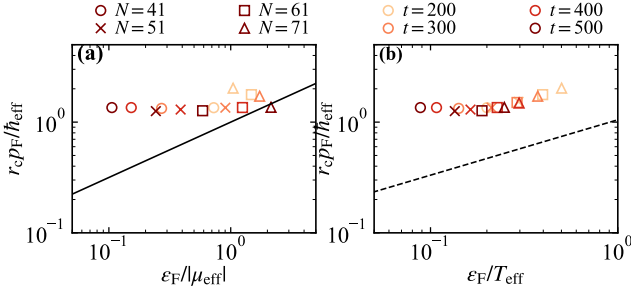 N = 41 N = 61 t = 200 t = 400
N = 51 N = 71 t = 300 t = 500
(a) (b)
r_c p_F/ℏ_eff r_c p_F/ℏ_eff
10^0 10^0
10^{-1} 10^{-1}
10^{-1} 10^0 10^{-1} 10^0
ε_F/|μ_eff| ε_F/T_eff